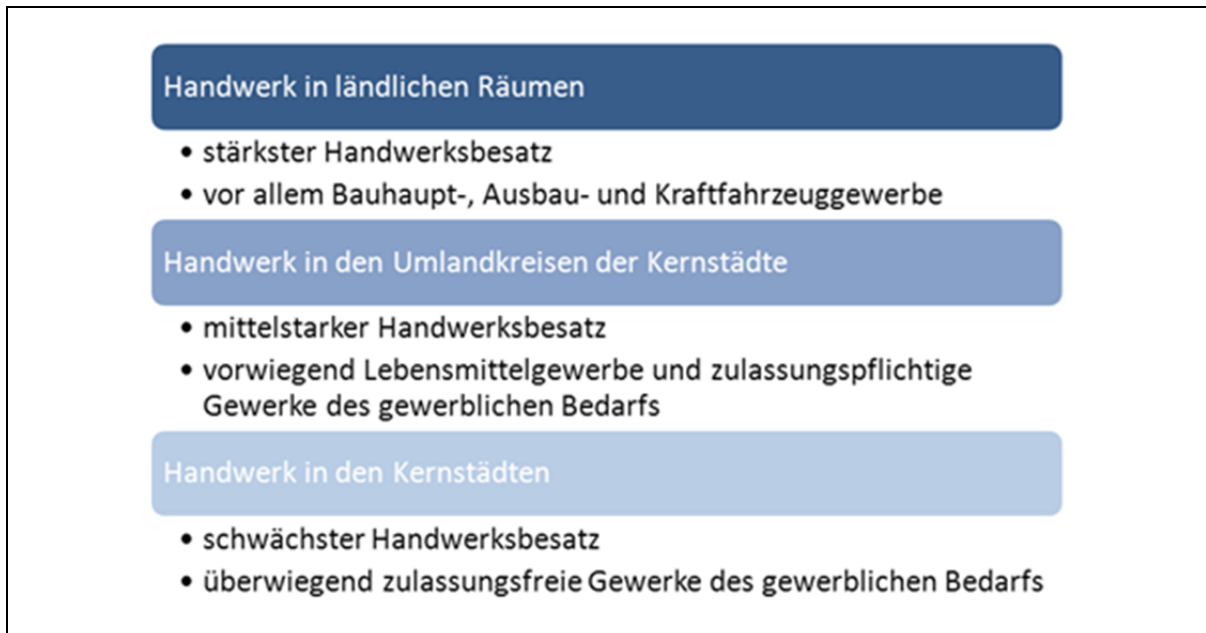 Handwerk in ländlichen Räumen
• stärkster Handwerksbesatz
• vor allem Bauhaupt-, Ausbau- und Kraftfahrzeuggewerbe
Handwerk in den Umlandkreisen der Kernstädte
• mittelstarker Handwerksbesatz
• vorwiegend Lebensmittelgewerbe und zulassungspflichtige
Gewerke des gewerblichen Bedarfs
Handwerk in den Kernstädten
• schwächster Handwerksbesatz
• überwiegend zulassungsfreie Gewerke des gewerblichen Bedarfs